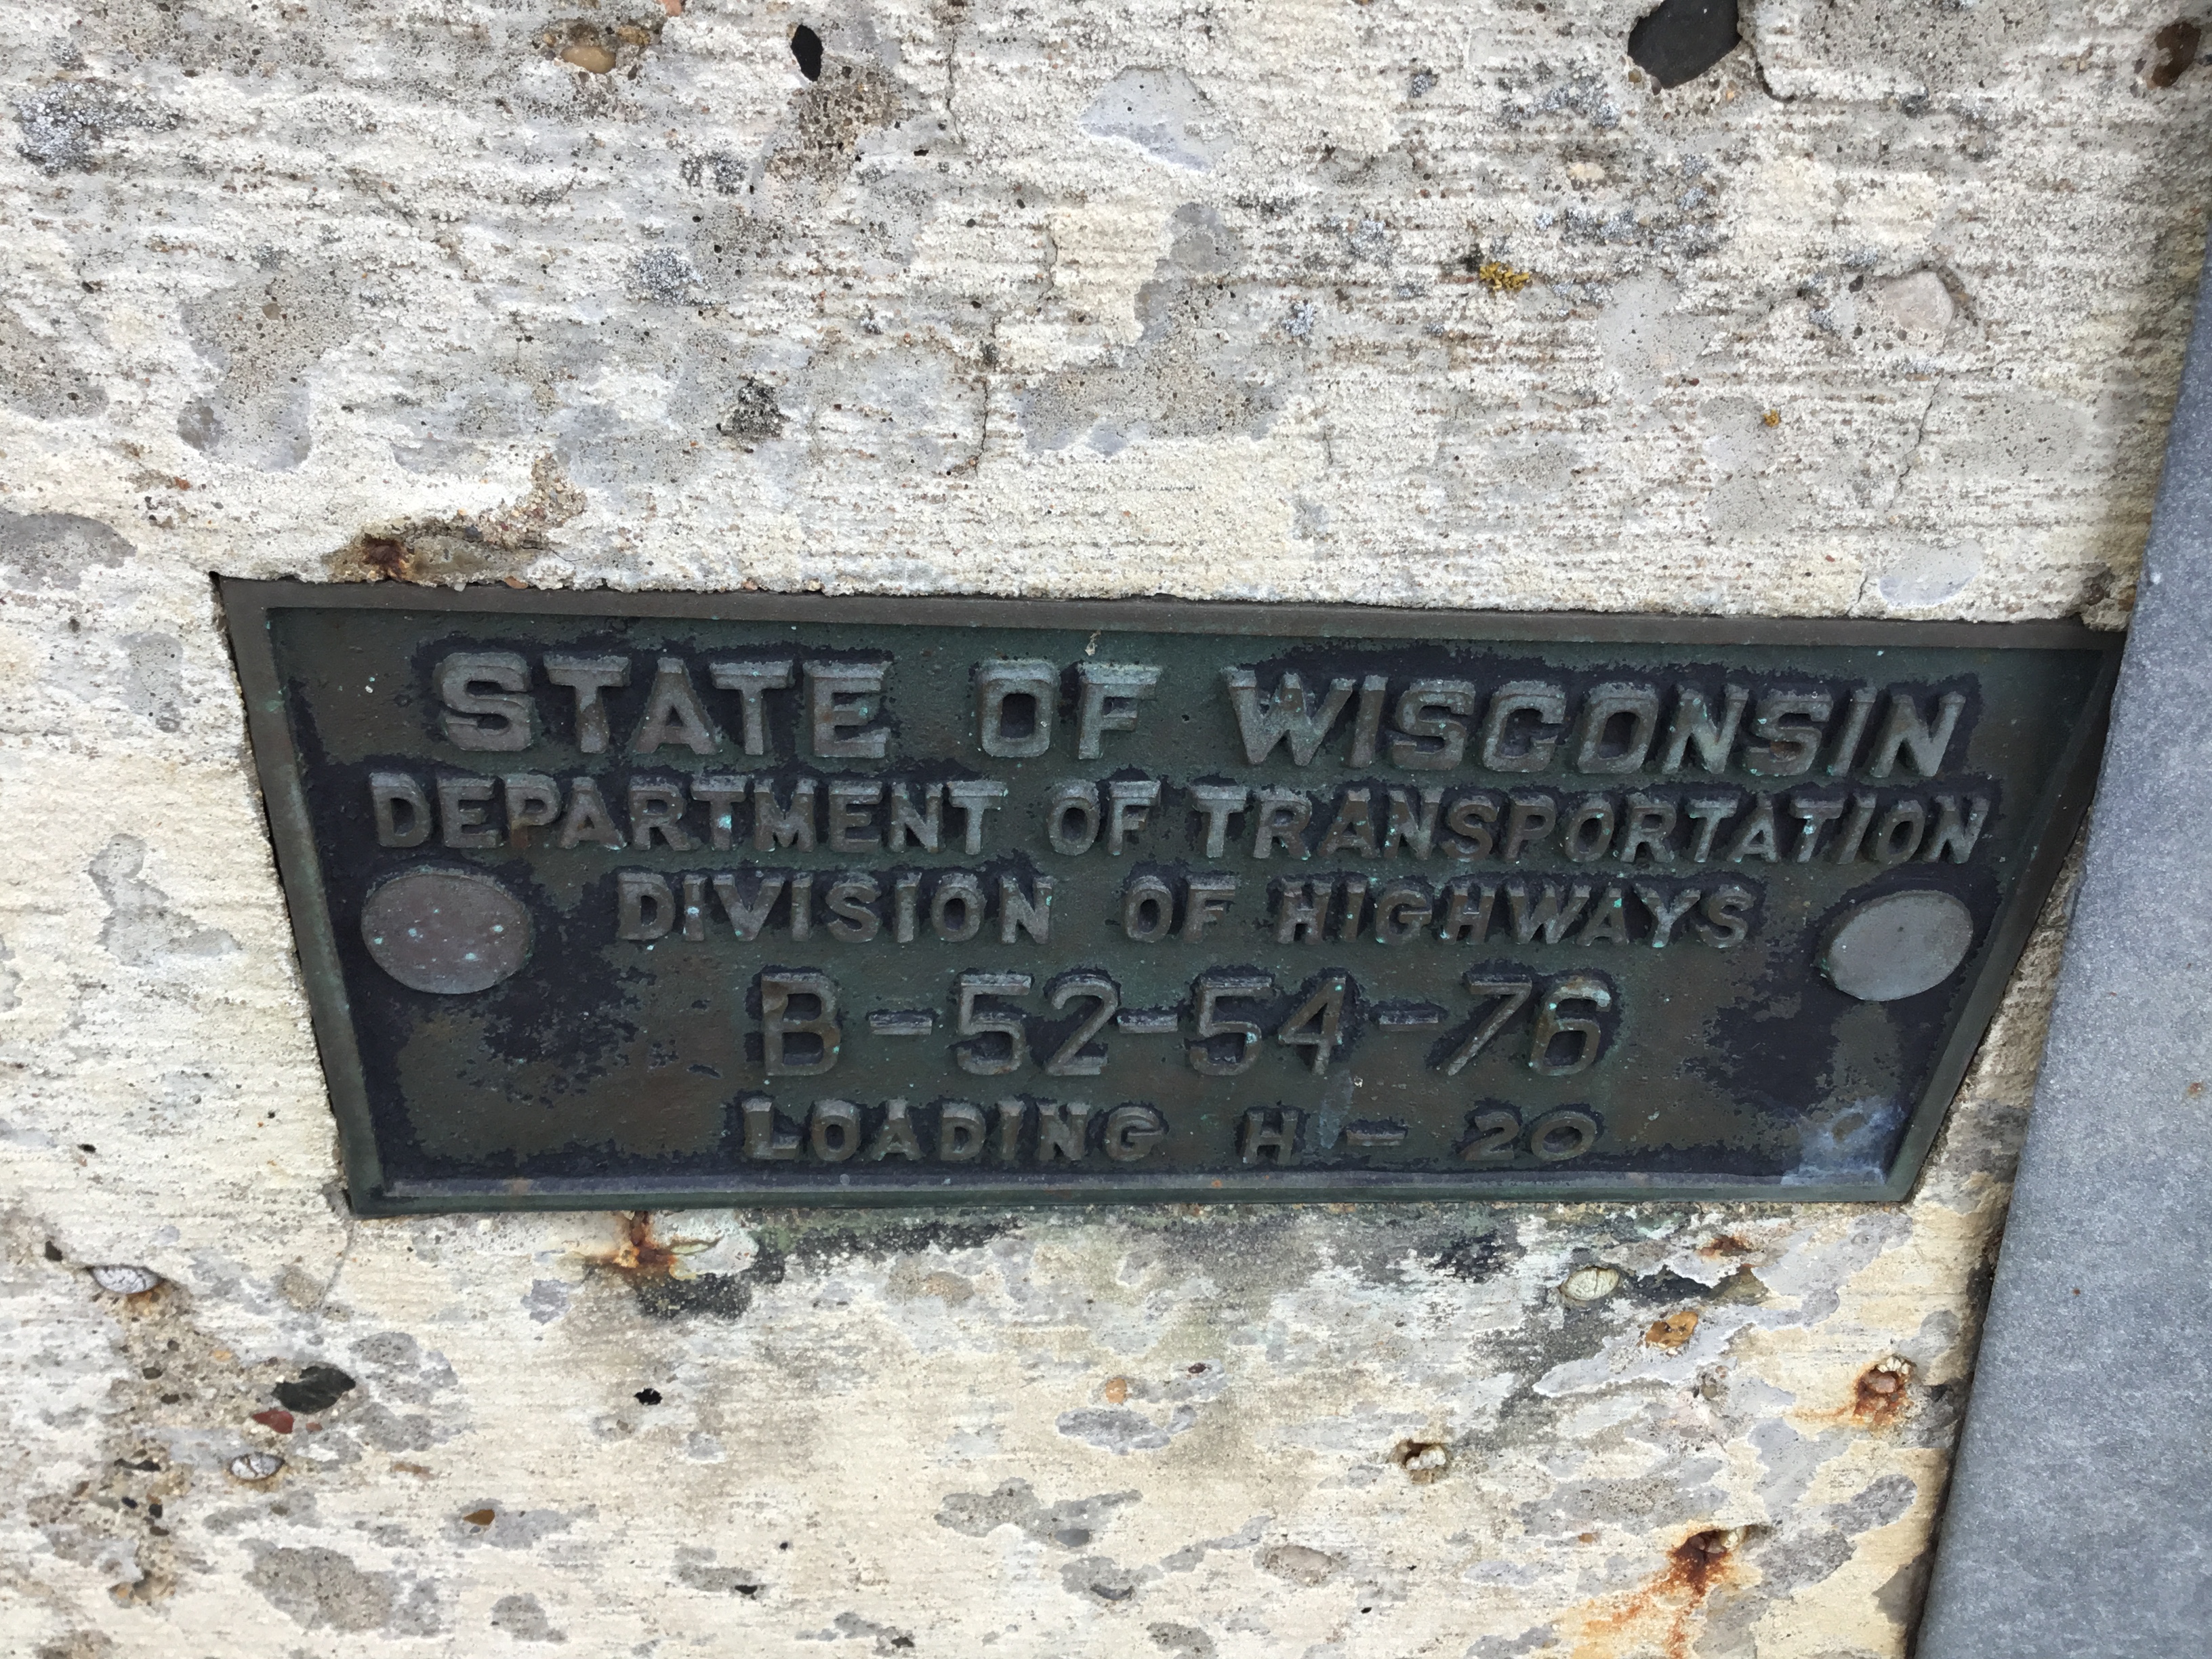 STATE OF WISCONSIN
DEPARTMENT OF TRANSPORTATION
DIVISION OF HIGHWAYS
B-52-54-76
LOADING H-20